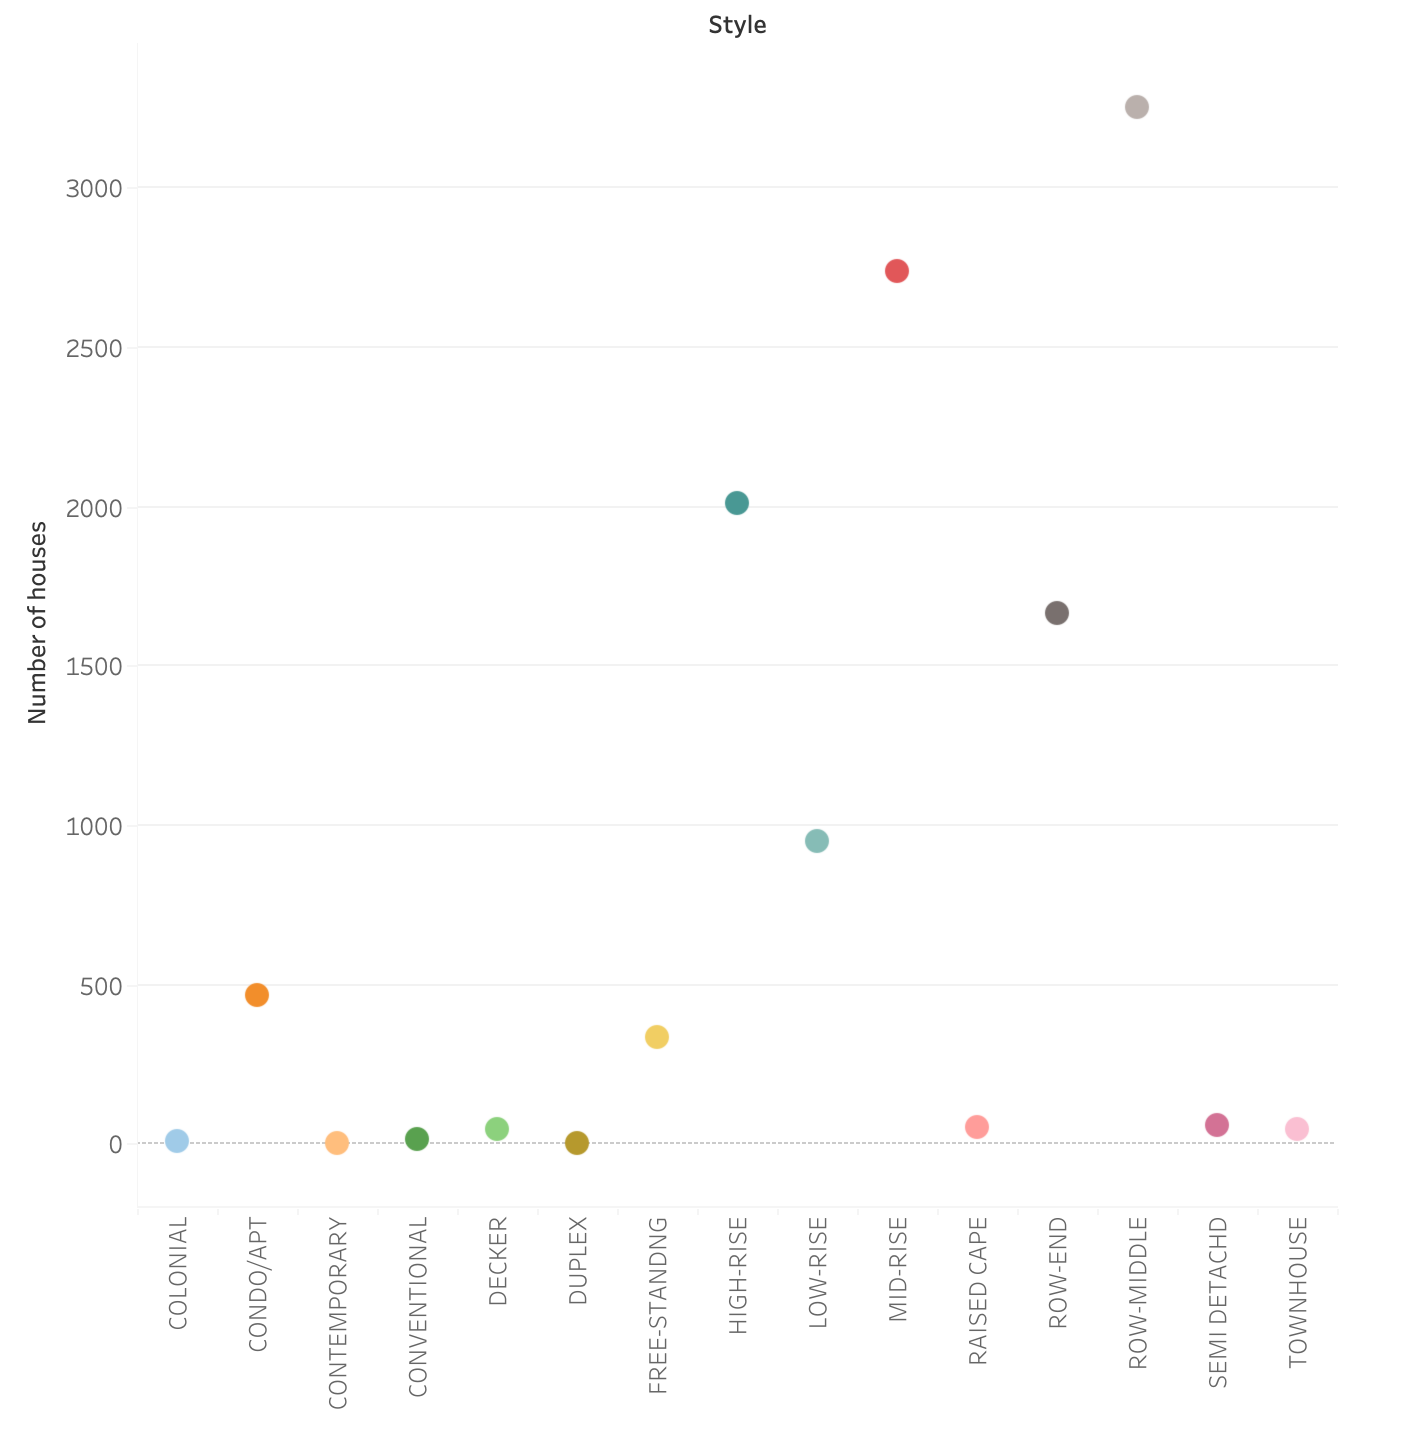 Style
Number of houses
3000
2500
2000
1500
1000
500
0
COLONIAL
CONDO/APT
CONTEMPORARY
CONVENTIONAL
DECKER
DUPLEX
FREE-STANDNG
HIGH-RISE
LOW-RISE
MID-RISE
RAISED CAPE
ROW-END
ROW-MIDDLE
SEMI DETACHD
TOWNHOUSE